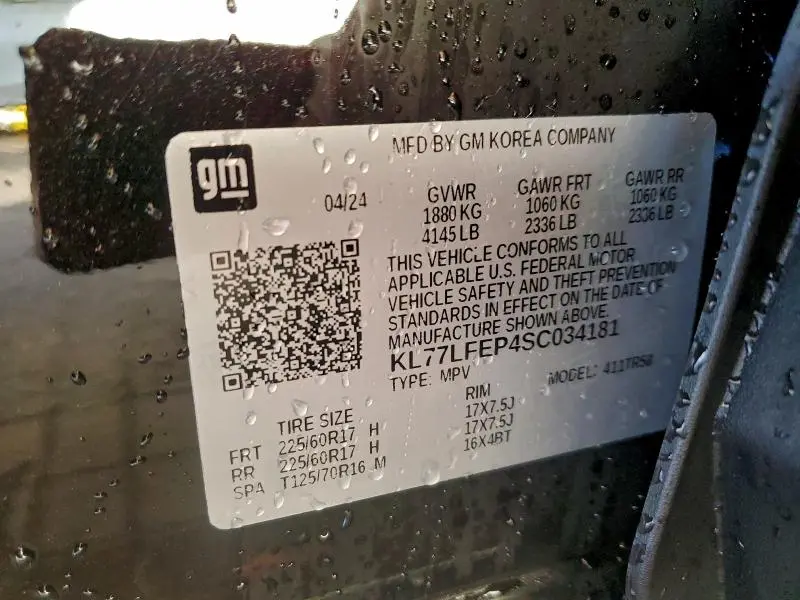 gm
MFD BY GM KOREA COMPANY
04/24
GVWR
1880 KG
4145 LB
GAWR FRT
1060 KG
2336 LB
GAWR RR
1060 KG
2336 LB
THIS VEHICLE CONFORMS TO ALL
APPLICABLE U.S. FEDERAL MOTOR
VEHICLE SAFETY AND THEFT PREVENTION
STANDARDS IN EFFECT ON THE DATE OF
MANUFACTURE SHOWN ABOVE.
KL77LFEP4SC034181
TYPE: MPV MODEL: 411TR58
TIRE SIZE RIM
FRT 225/60R17 H 17X7.5J
RR 225/60R17 H 17X7.5J
SPA T125/70R16 M 16X4BT